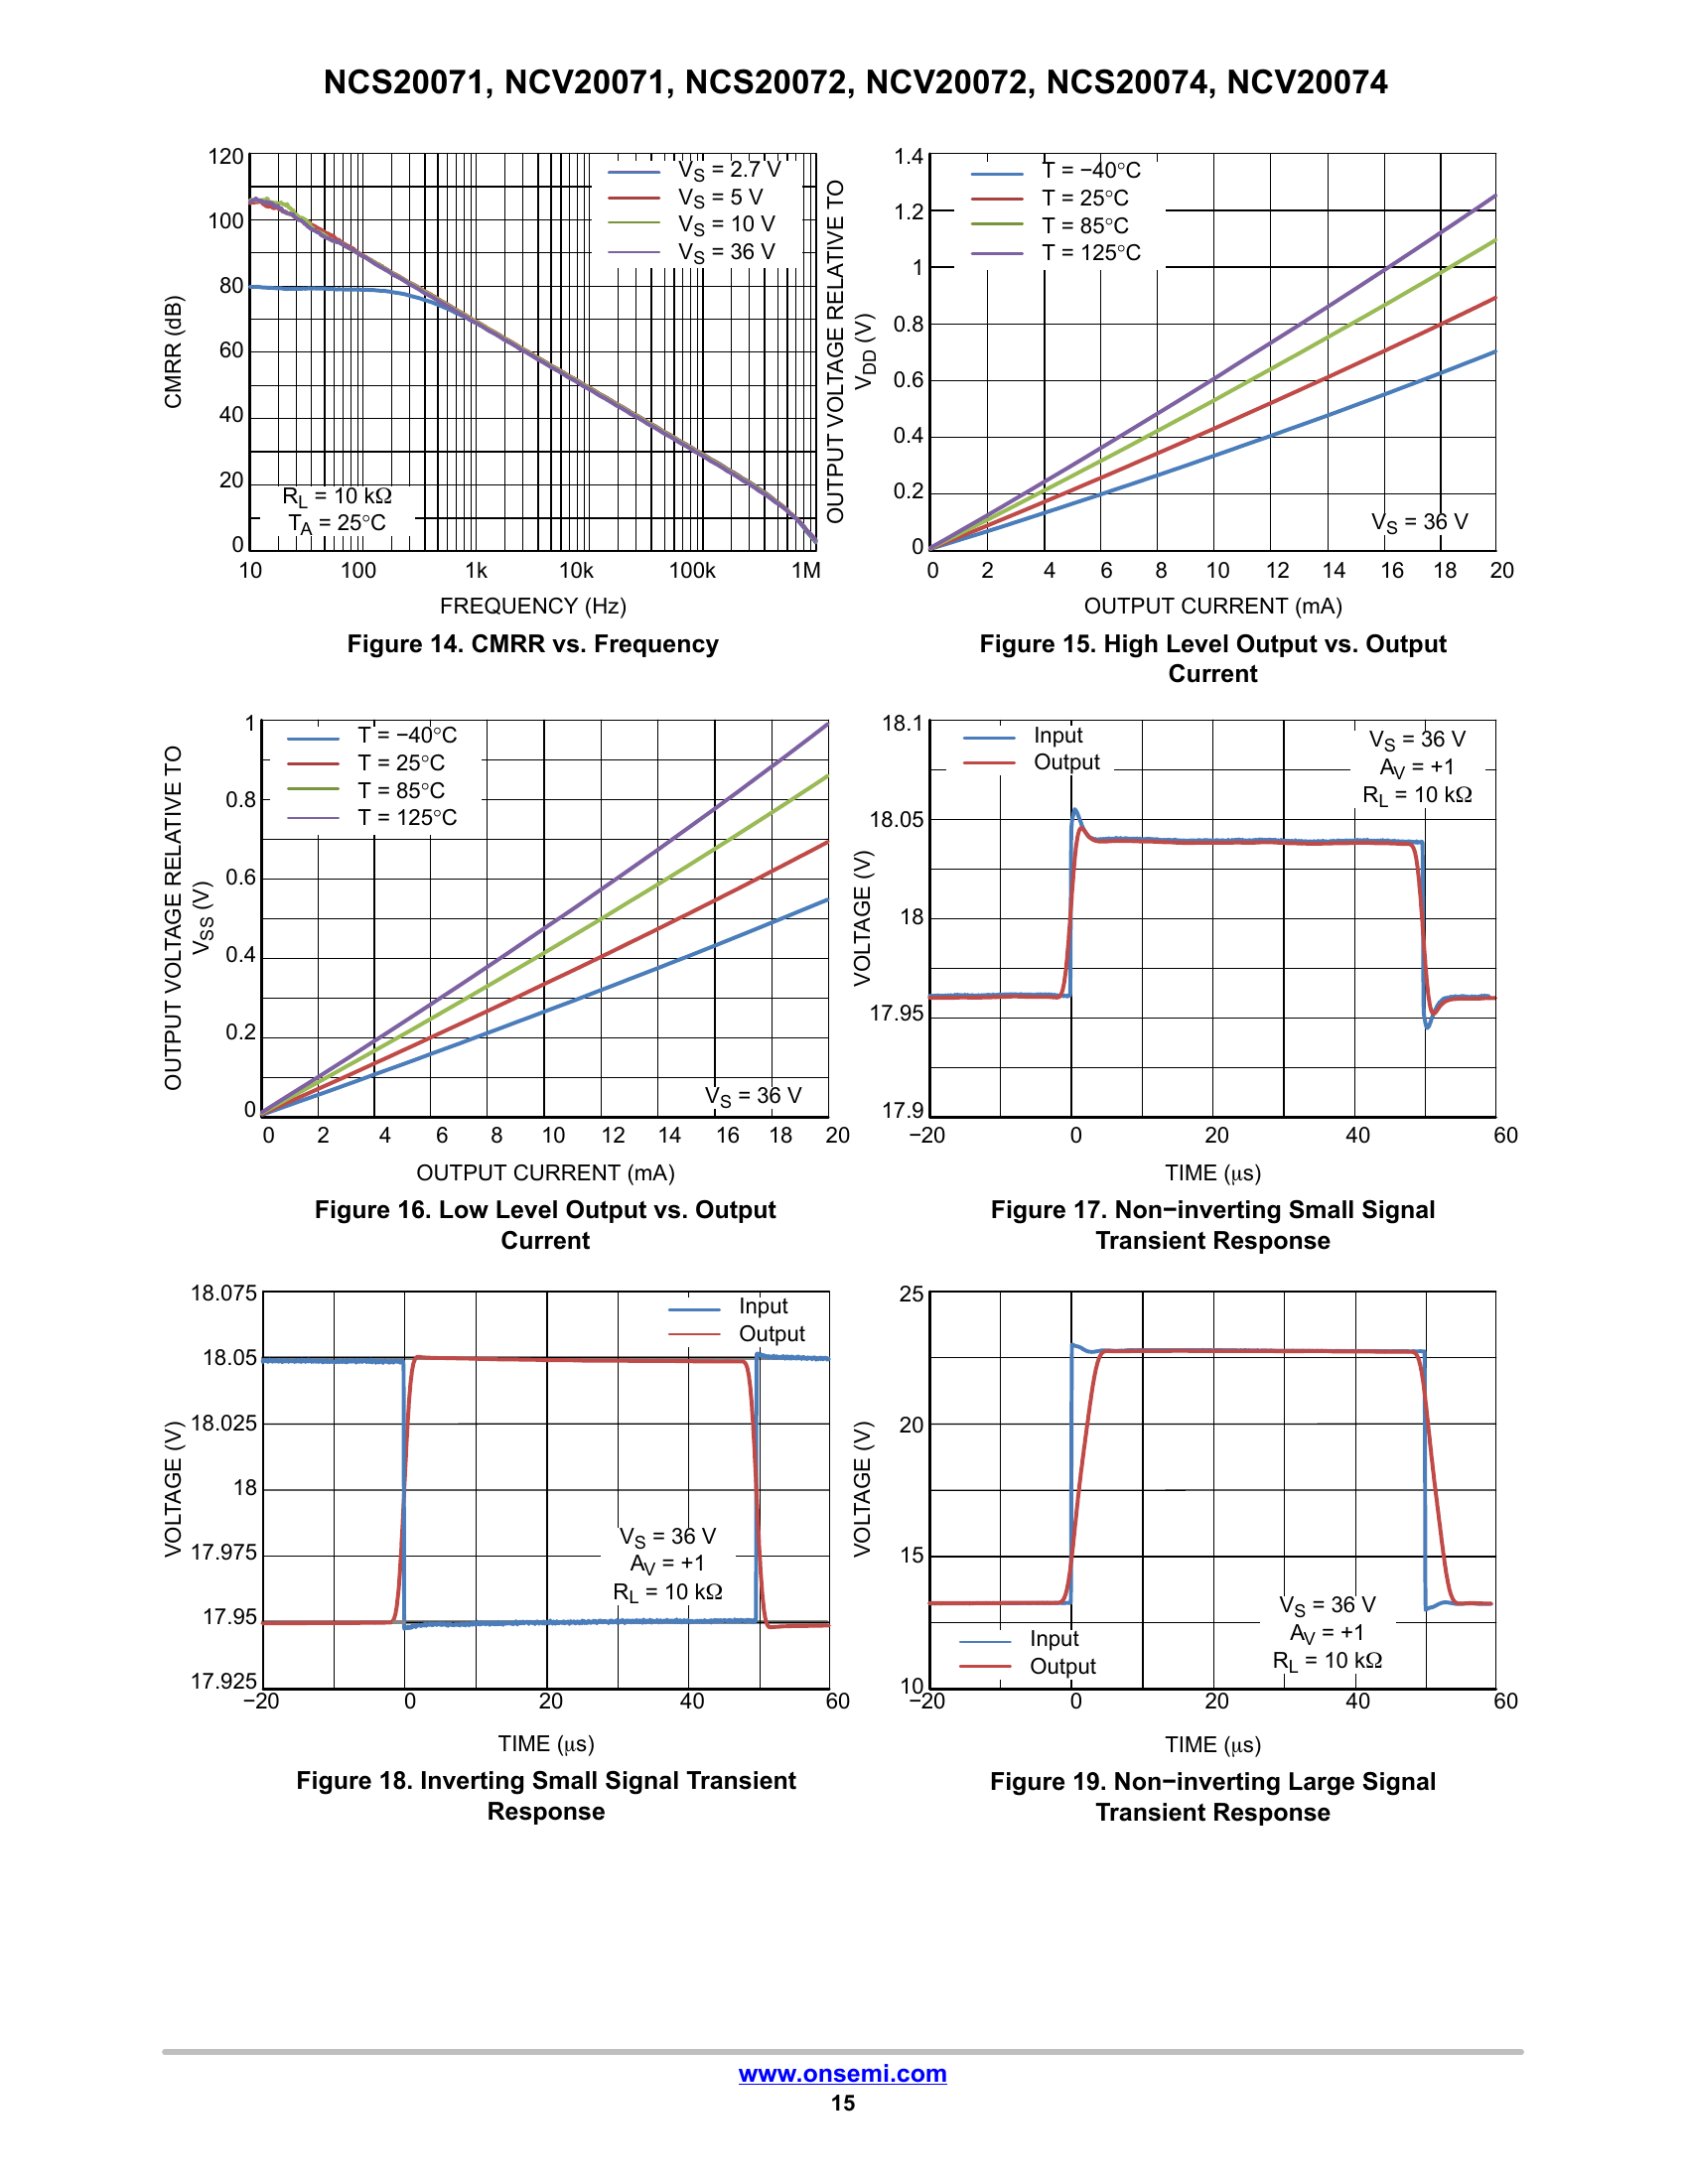 NCS20071, NCV20071, NCS20072, NCV20072, NCS20074, NCV20074
120
100
80
60
40
20
0
CMRR (dB)
VS = 2.7 V
VS = 5 V
VS = 10 V
VS = 36 V
RL = 10 kΩ
TA = 25°C
10 100 1k 10k 100k 1M
FREQUENCY (Hz)
Figure 14. CMRR vs. Frequency
1.4
1.2
1
0.8
0.6
0.4
0.2
0
OUTPUT VOLTAGE RELATIVE TO
VDD (V)
T = −40°C
T = 25°C
T = 85°C
T = 125°C
VS = 36 V
0 2 4 6 8 10 12 14 16 18 20
OUTPUT CURRENT (mA)
Figure 15. High Level Output vs. Output
Current
1
0.8
0.6
0.4
0.2
0
OUTPUT VOLTAGE RELATIVE TO
VSS (V)
T = −40°C
T = 25°C
T = 85°C
T = 125°C
VS = 36 V
0 2 4 6 8 10 12 14 16 18 20
OUTPUT CURRENT (mA)
Figure 16. Low Level Output vs. Output
Current
18.1
18.05
18
17.95
17.9
VOLTAGE (V)
Input
Output
VS = 36 V
AV = +1
RL = 10 kΩ
−20 0 20 40 60
TIME (μs)
Figure 17. Non−inverting Small Signal
Transient Response
18.075
18.05
18.025
18
17.975
17.95
17.925
VOLTAGE (V)
Input
Output
VS = 36 V
AV = +1
RL = 10 kΩ
−20 0 20 40 60
TIME (μs)
Figure 18. Inverting Small Signal Transient
Response
25
20
15
10
VOLTAGE (V)
Input
Output
VS = 36 V
AV = +1
RL = 10 kΩ
−20 0 20 40 60
TIME (μs)
Figure 19. Non−inverting Large Signal
Transient Response
www.onsemi.com
15